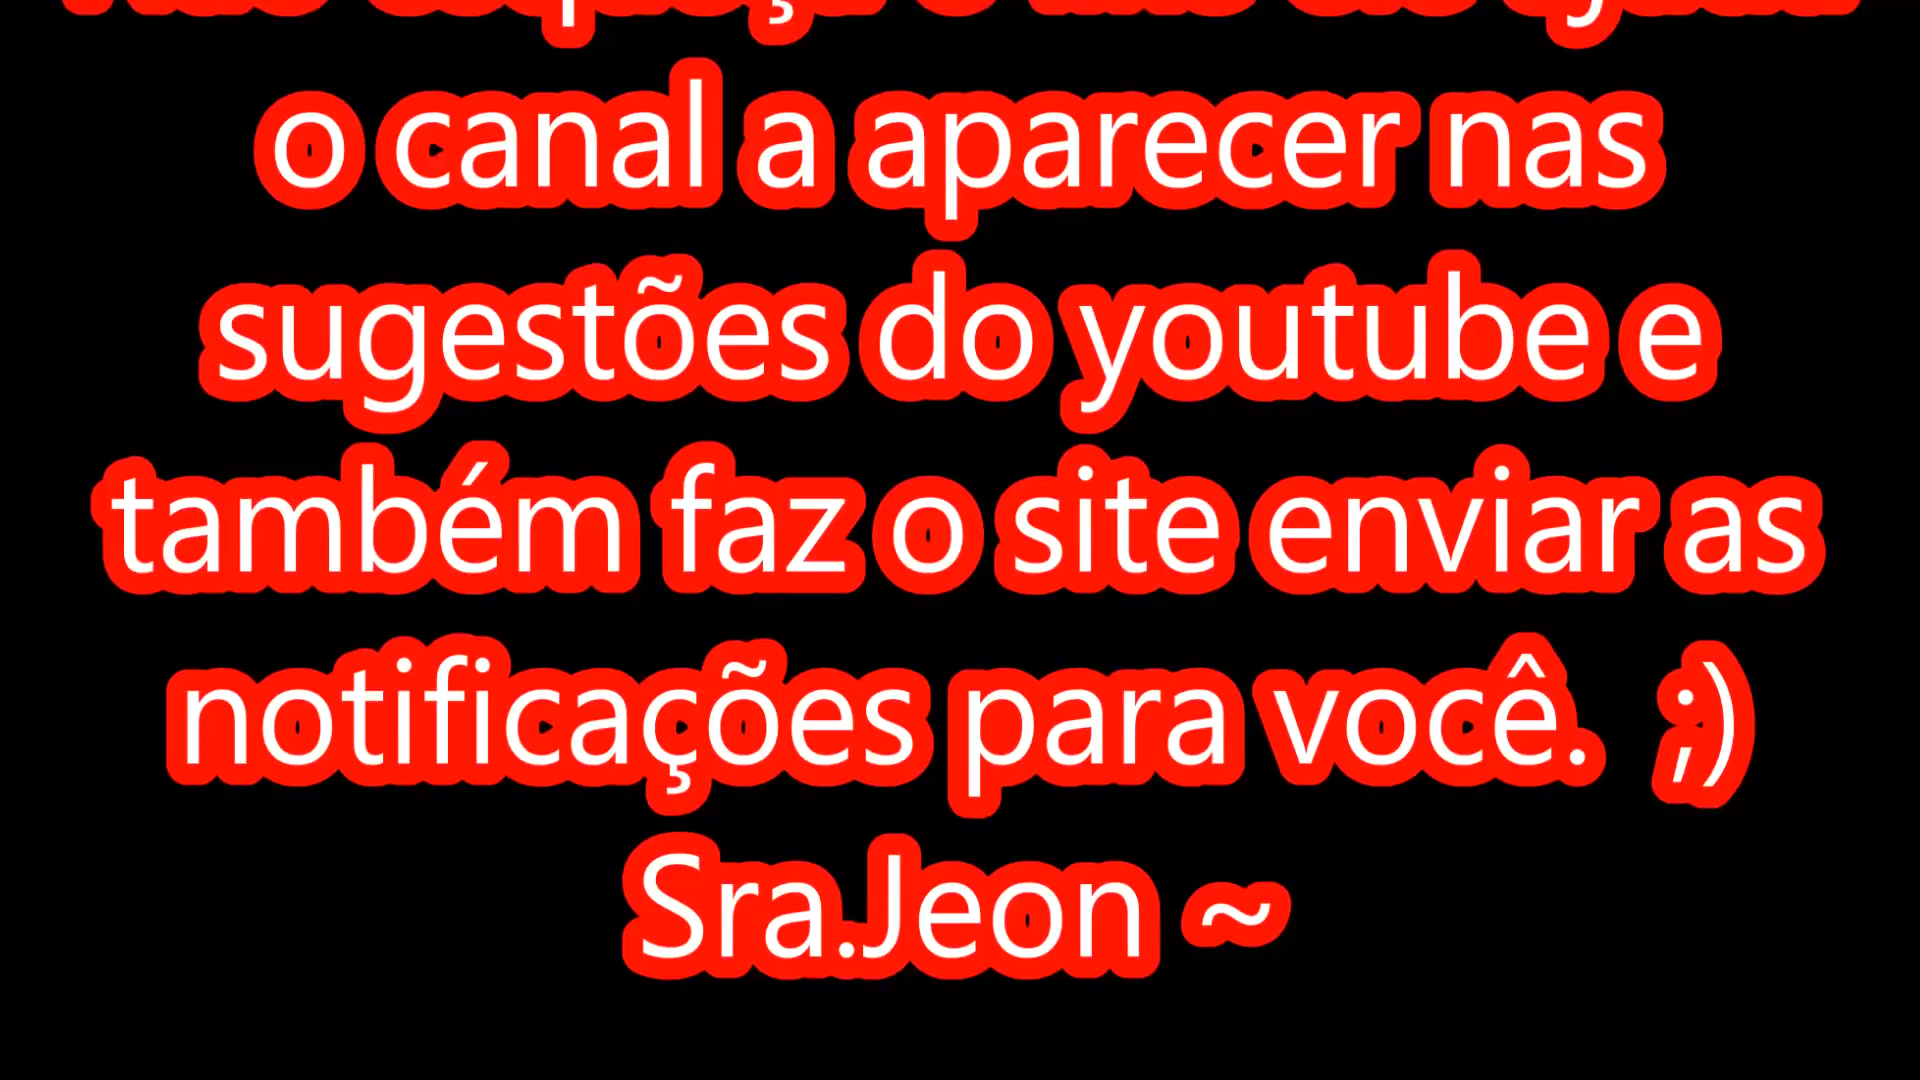 o canal a aparecer nas
sugestões do youtube e
também faz o site enviar as
notificações para você.  ;)
Sra.Jeon ~